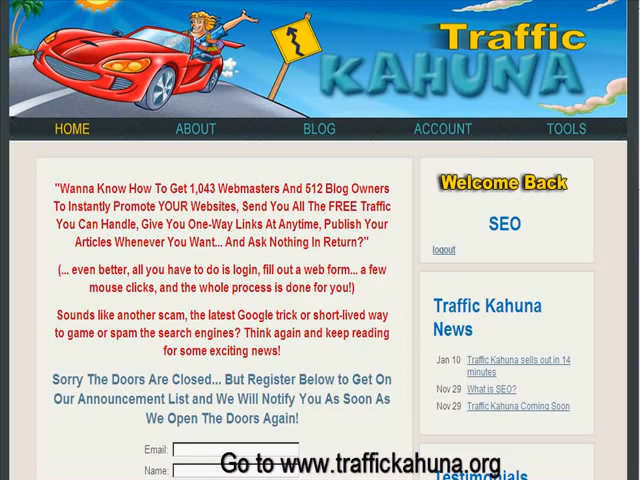 Traffic
KAHUNA
HOME ABOUT BLOG ACCOUNT TOOLS
"Wanna Know How To Get 1,043 Webmasters And 512 Blog Owners
To Instantly Promote YOUR Websites, Send You All The FREE Traffic
You Can Handle, Give You One-Way Links At Anytime, Publish Your
Articles Whenever You Want... And Ask Nothing In Return?"
(... even better, all you have to do is login, fill out a web form... a few
mouse clicks, and the whole process is done for you!)
Sounds like another scam, the latest Google trick or short-lived way
to game or spam the search engines? Think again and keep reading
for some exciting news!
Sorry The Doors Are Closed... But Register Below to Get On
Our Announcement List and We Will Notify You As Soon As
We Open The Doors Again!
Email:
Name:
Welcome Back
SEO
logout
Traffic Kahuna
News
Jan 10 Traffic Kahuna sells out in 14
minutes
Nov 29 What is SEO?
Nov 29 Traffic Kahuna Coming Soon
Testimonials
Go to www.traffickahuna.org